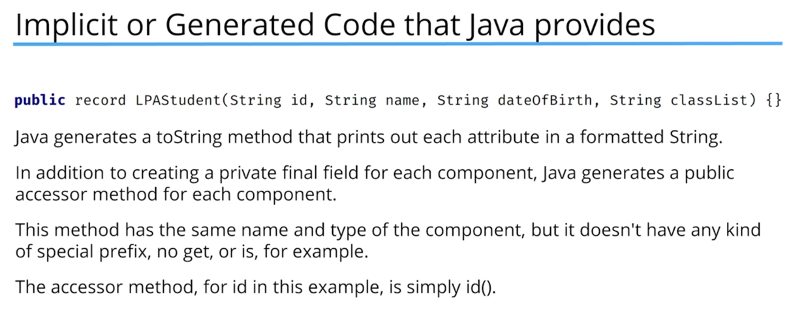 Implicit or Generated Code that Java provides
public record LPAStudent(String id, String name, String dateOfBirth, String classList) {}
Java generates a toString method that prints out each attribute in a formatted String.
In addition to creating a private final field for each component, Java generates a public
accessor method for each component.
This method has the same name and type of the component, but it doesn't have any kind
of special prefix, no get, or is, for example.
The accessor method, for id in this example, is simply id().